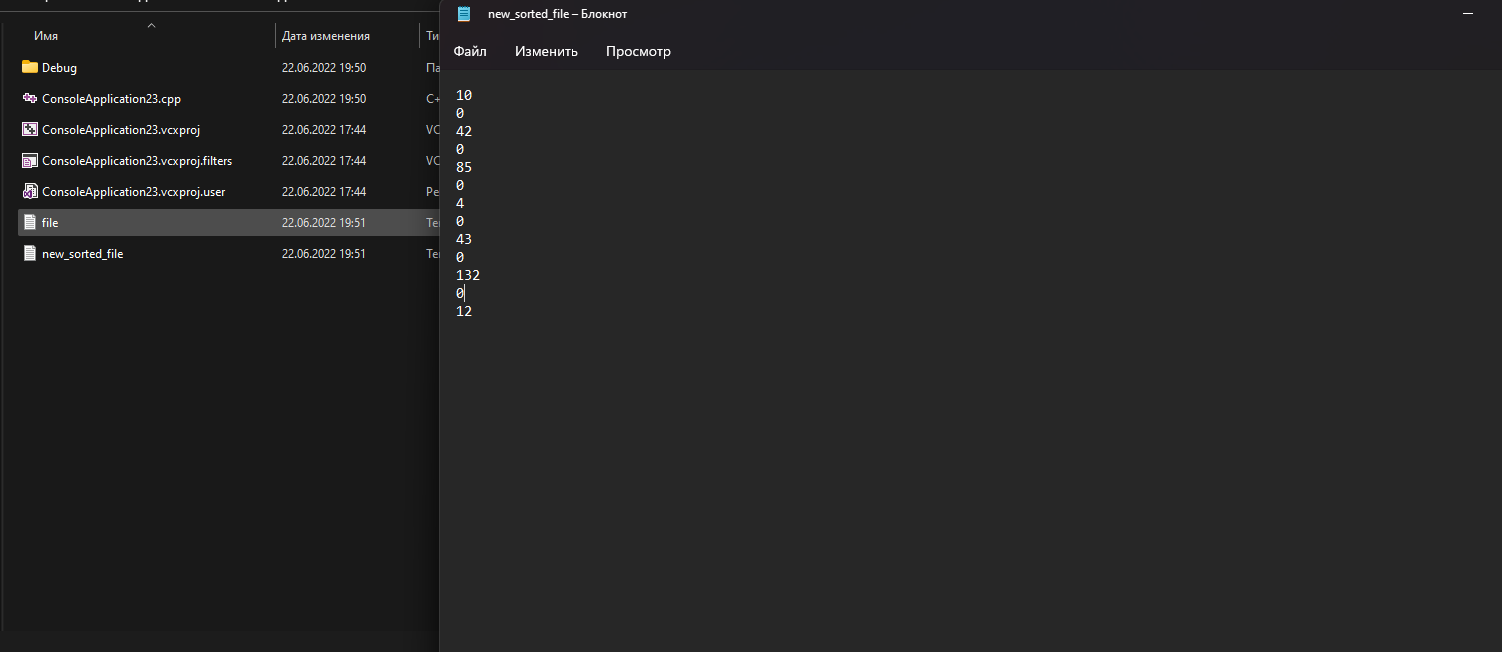 Имя
Дата изменения
Ти
Debug
22.06.2022 19:50
Па
ConsoleApplication23.cpp
22.06.2022 19:50
C+
ConsoleApplication23.vcxproj
22.06.2022 17:44
VC
ConsoleApplication23.vcxproj.filters
22.06.2022 17:44
VC
ConsoleApplication23.vcxproj.user
22.06.2022 17:44
Pe
file
22.06.2022 19:51
Те
new_sorted_file
22.06.2022 19:51
Те
new_sorted_file – Блокнот
Файл Изменить Просмотр
10
0
42
0
85
0
4
0
43
0
132
0
12